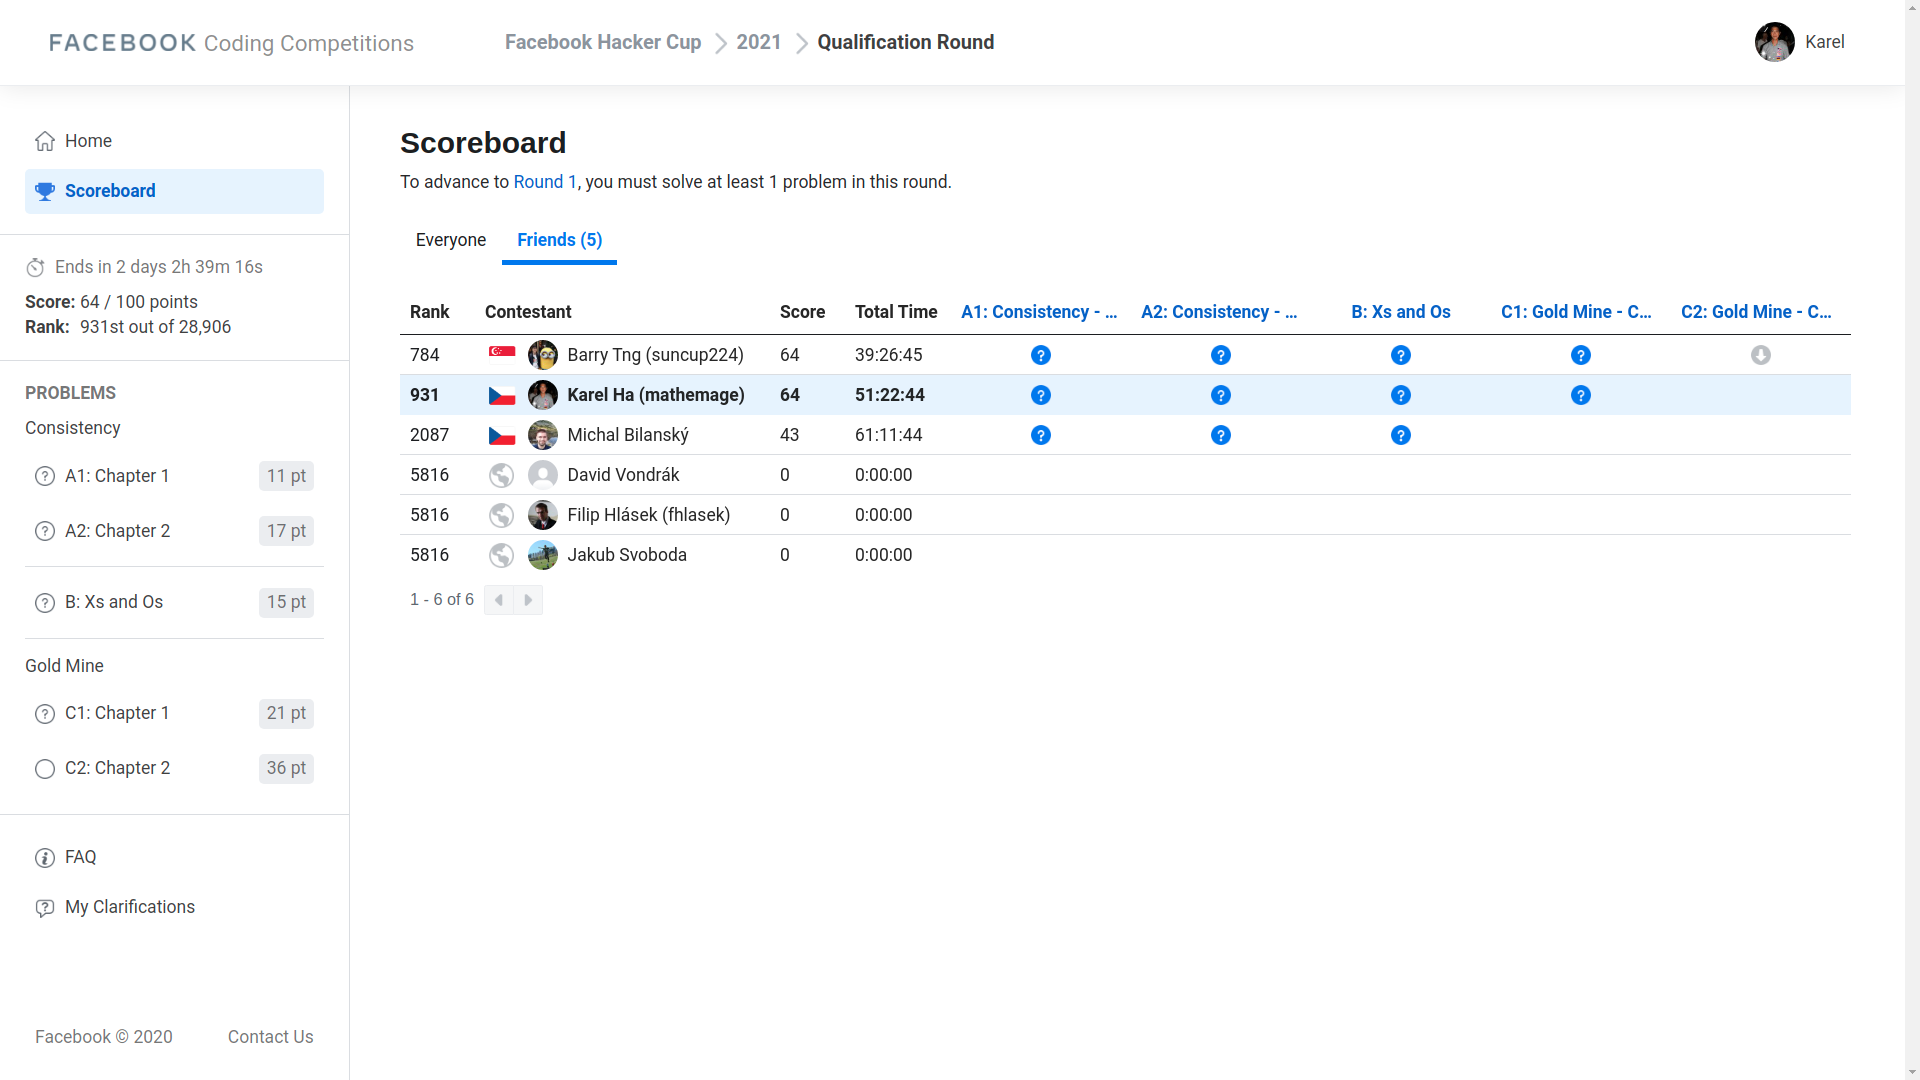 FACEBOOK Coding Competitions
Facebook Hacker Cup 2021 Qualification Round
Karel
Home
Scoreboard
Ends in 2 days 2h 39m 16s
Score: 64 / 100 points
Rank: 931st out of 28,906
PROBLEMS
Consistency
A1: Chapter 1 11 pt
A2: Chapter 2 17 pt
B: Xs and Os 15 pt
Gold Mine
C1: Chapter 1 21 pt
C2: Chapter 2 36 pt
FAQ
My Clarifications
Facebook © 2020 Contact Us
Scoreboard
To advance to Round 1, you must solve at least 1 problem in this round.
Everyone Friends (5)
Rank Contestant Score Total Time A1: Consistency - ... A2: Consistency - ... B: Xs and Os C1: Gold Mine - C... C2: Gold Mine - C...
784 Barry Tng (suncup224) 64 39:26:45 ? ? ? ?
931 Karel Ha (mathemage) 64 51:22:44 ? ? ? ?
2087 Michal Bilanský 43 61:11:44 ? ? ?
5816 David Vondrák 0 0:00:00
5816 Filip Hlásek (fhlasek) 0 0:00:00
5816 Jakub Svoboda 0 0:00:00
1 - 6 of 6